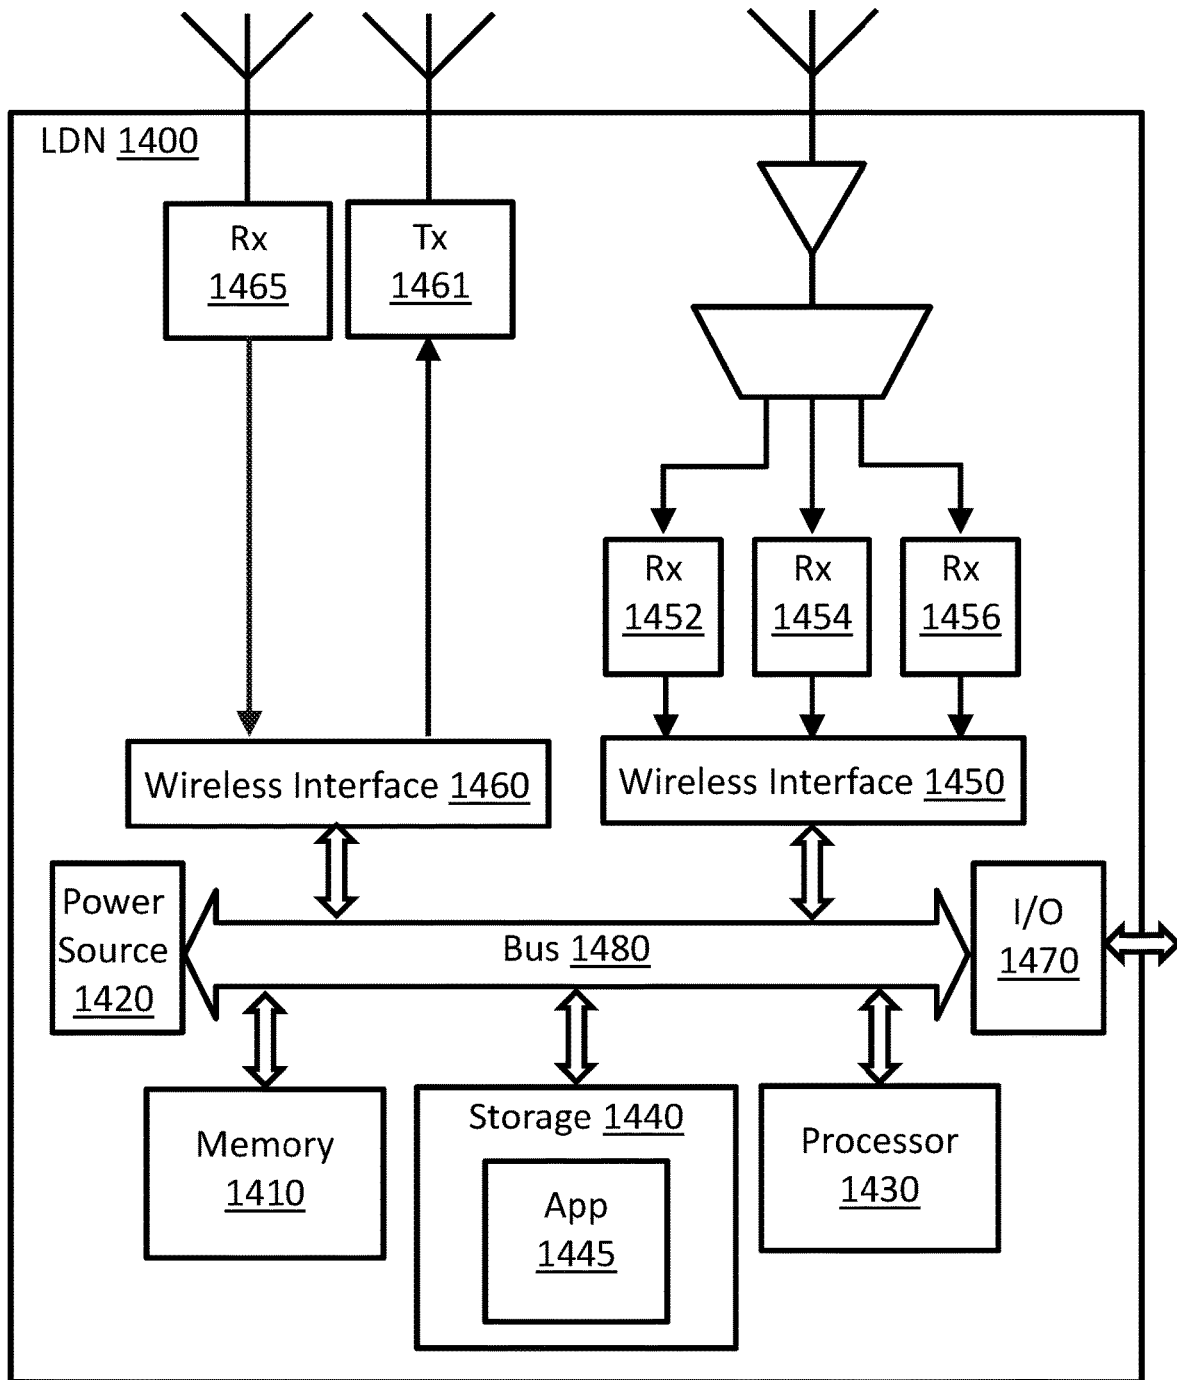 LDN 1400
Rx
1465
Tx
1461
Rx
1452
Rx
1454
Rx
1456
Wireless Interface 1460
Wireless Interface 1450
Power
Source
1420
Bus 1480
I/O
1470
Memory
1410
Storage 1440
App
1445
Processor
1430